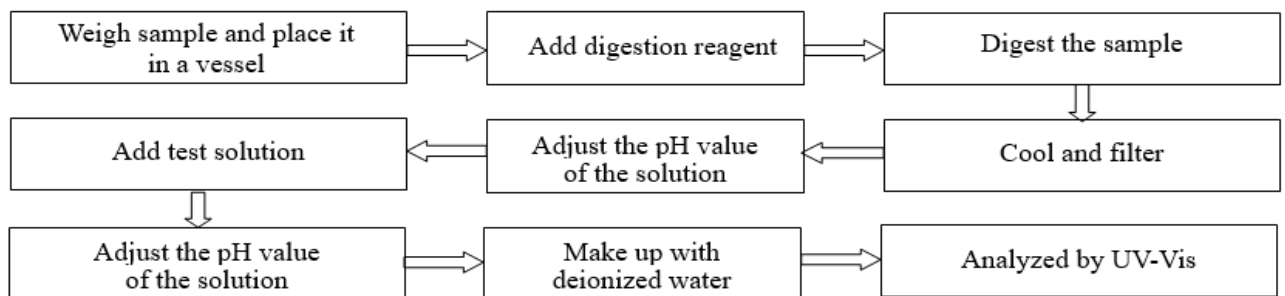 Weigh sample and place it
in a vessel
Add digestion reagent
Digest the sample
Cool and filter
Adjust the pH value
of the solution
Add test solution
Adjust the pH value
of the solution
Make up with
deionized water
Analyzed by UV-Vis